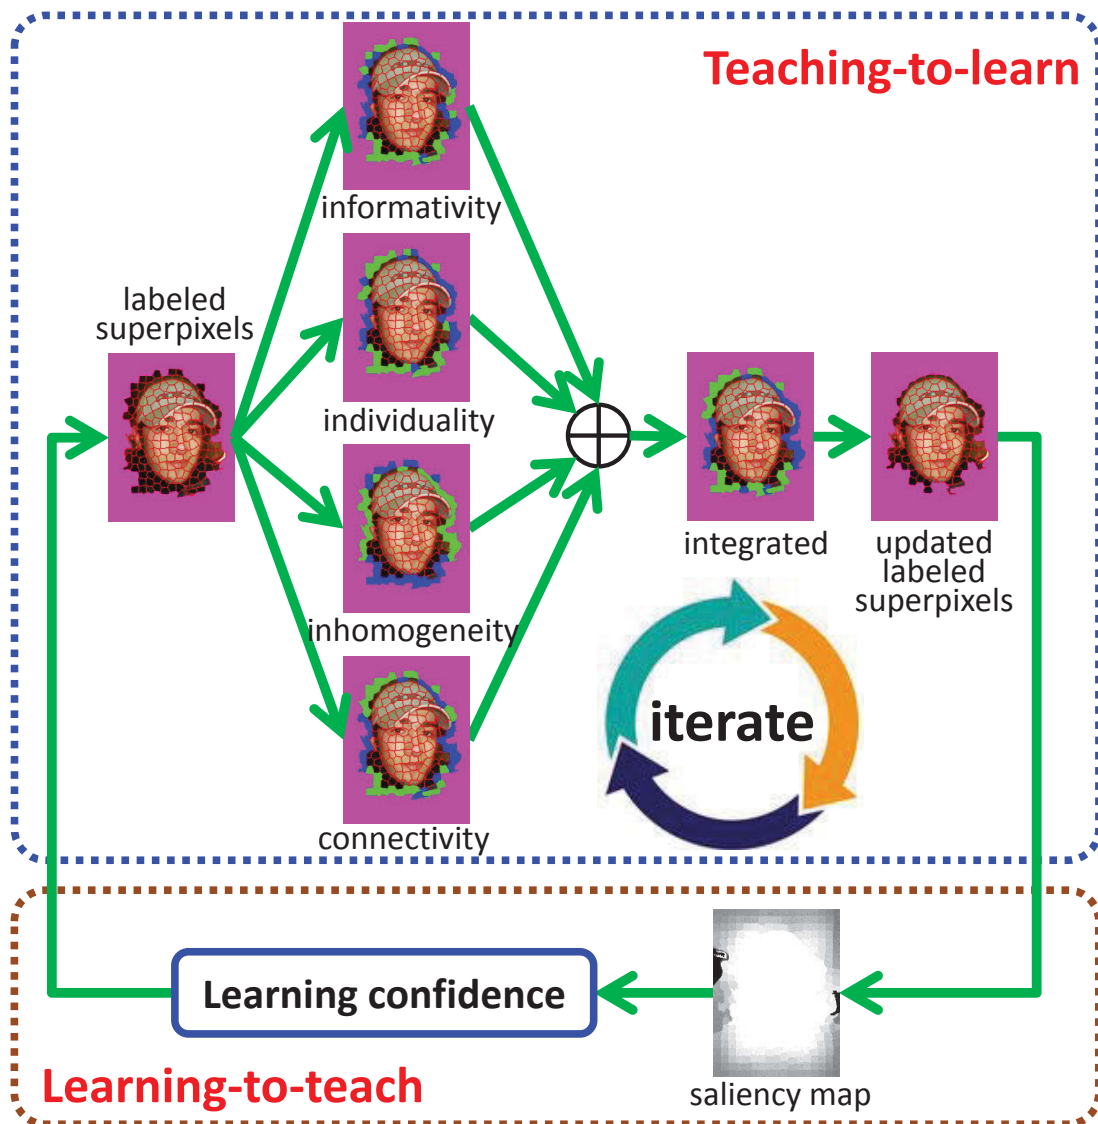 Teaching-to-learn
informativity
labeled
superpixels
individuality
inhomogeneity
connectivity
integrated
updated
labeled
superpixels
iterate
Learning confidence
saliency map
Learning-to-teach